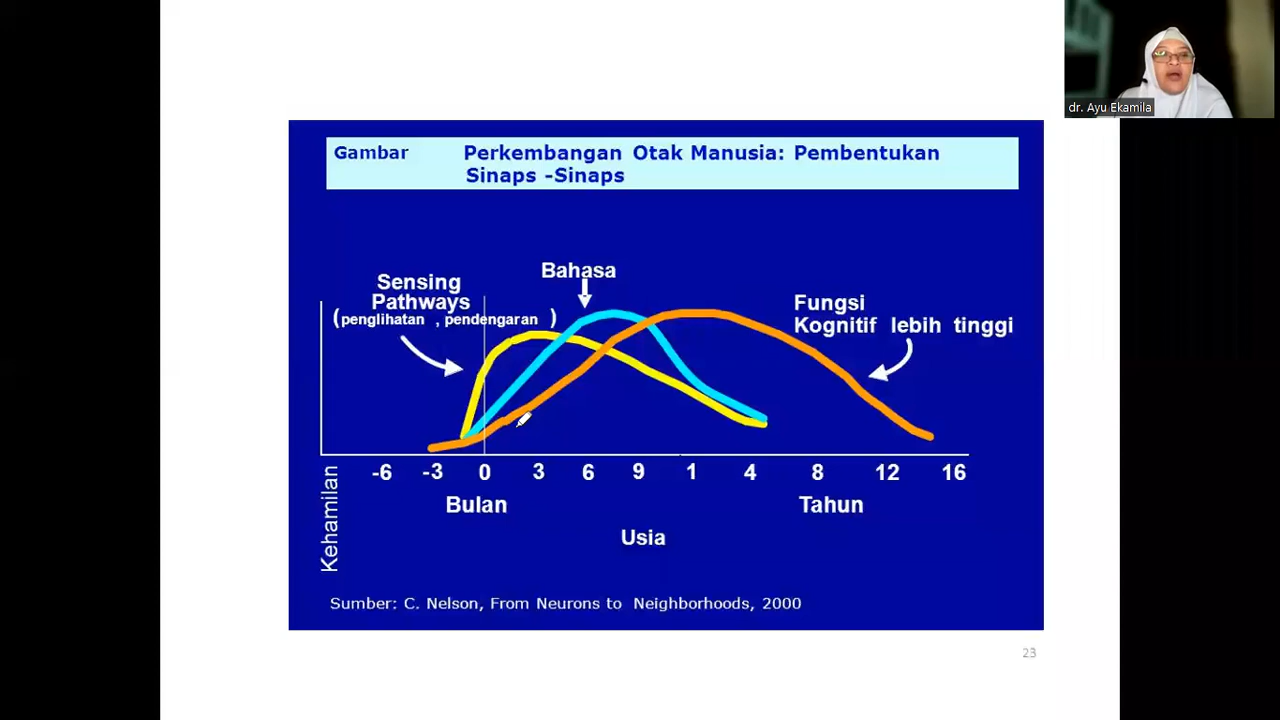 dr. Ayu Ekamila
Gambar Perkembangan Otak Manusia: Pembentukan
Sinaps -Sinaps
Bahasa
Sensing
Pathways
(penglihatan , pendengaran )
Fungsi
Kognitif lebih tinggi
-6 -3 0 3 6 9 1 4 8 12 16
Kehamilan
Bulan Tahun
Usia
Sumber: C. Nelson, From Neurons to Neighborhoods, 2000
23